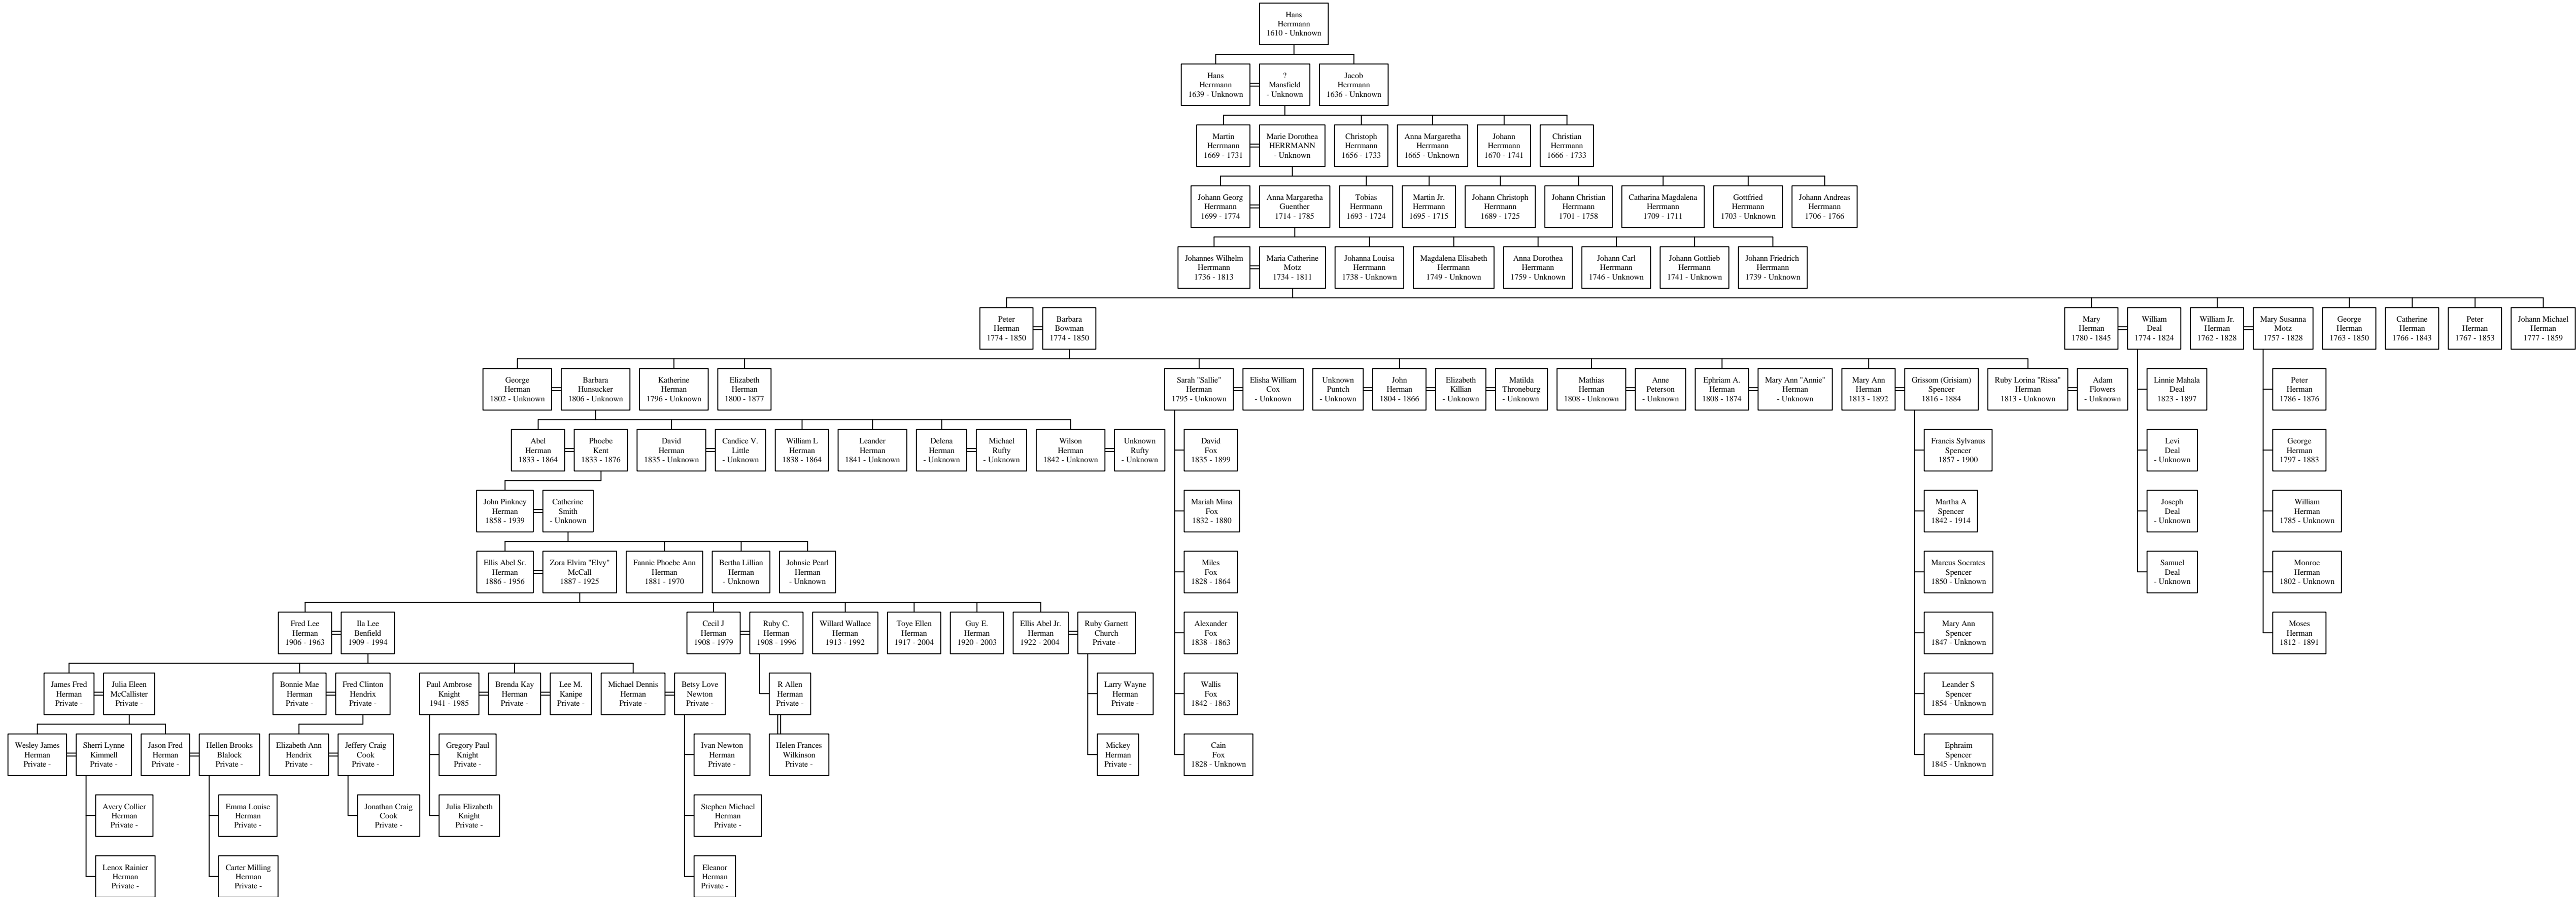 Hans
Herrmann
1610 - Unknown
Hans
Herrmann
1639 - Unknown
?
Mansfield
- Unknown
Jacob
Herrmann
1636 - Unknown
Martin
Herrmann
1669 - 1731
Marie Dorothea
HERRMANN
- Unknown
Christoph
Herrmann
1656 - 1733
Anna Margaretha
Herrmann
1665 - Unknown
Johann
Herrmann
1670 - 1741
Christian
Herrmann
1666 - 1733
Johann Georg
Herrmann
1699 - 1774
Anna Margaretha
Guenther
1714 - 1785
Tobias
Herrmann
1693 - 1724
Martin Jr.
Herrmann
1695 - 1715
Johann Christoph
Herrmann
1689 - 1725
Johann Christian
Herrmann
1701 - 1758
Catharina Magdalena
Herrmann
1709 - 1711
Gottfried
Herrmann
1703 - Unknown
Johann Andreas
Herrmann
1706 - 1766
Johannes Wilhelm
Herrmann
1736 - 1813
Maria Catherine
Motz
1734 - 1811
Johanna Louisa
Herrmann
1738 - Unknown
Magdalena Elisabeth
Herrmann
1749 - Unknown
Anna Dorothea
Herrmann
1759 - Unknown
Johann Carl
Herrmann
1746 - Unknown
Johann Gottlieb
Herrmann
1741 - Unknown
Johann Friedrich
Herrmann
1739 - Unknown
Peter
Herman
1774 - 1850
Barbara
Bowman
1774 - 1850
Mary
Herman
1780 - 1845
William
Deal
1774 - 1824
William Jr.
Herman
1762 - 1828
Mary Susanna
Motz
1757 - 1828
George
Herman
1763 - 1850
Catherine
Herman
1766 - 1843
Peter
Herman
1767 - 1853
Johann Michael
Herman
1777 - 1859
George
Herman
1802 - Unknown
Barbara
Hunsucker
1806 - Unknown
Katherine
Herman
1796 - Unknown
Elizabeth
Herman
1800 - 1877
Sarah "Sallie"
Herman
1795 - Unknown
Elisha William
Cox
- Unknown
Unknown
Puntch
- Unknown
John
Herman
1804 - 1866
Elizabeth
Killian
- Unknown
Matilda
Throneburg
- Unknown
Mathias
Herman
1808 - Unknown
Anne
Peterson
- Unknown
Ephriam A.
Herman
1808 - 1874
Mary Ann "Annie"
Herman
- Unknown
Mary Ann
Herman
1813 - 1892
Grissom (Grisiam)
Spencer
1816 - 1884
Ruby Lorina "Rissa"
Herman
1813 - Unknown
Adam
Flowers
- Unknown
Linnie Mahala
Deal
1823 - 1897
Peter
Herman
1786 - 1876
Abel
Herman
1833 - 1864
Phoebe
Kent
1833 - 1876
David
Herman
1835 - Unknown
Candice V.
Little
- Unknown
William L
Herman
1838 - 1864
Leander
Herman
1841 - Unknown
Delena
Herman
- Unknown
Michael
Rufty
- Unknown
Wilson
Herman
1842 - Unknown
Unknown
Rufty
- Unknown
David
Fox
1835 - 1899
Francis Sylvanus
Spencer
1857 - 1900
Levi
Deal
- Unknown
George
Herman
1797 - 1883
John Pinkney
Herman
1858 - 1939
Catherine
Smith
- Unknown
Mariah Mina
Fox
1832 - 1880
Martha A
Spencer
1842 - 1914
Joseph
Deal
- Unknown
William
Herman
1785 - Unknown
Ellis Abel Sr.
Herman
1886 - 1956
Zora Elvira "Elvy"
McCall
1887 - 1925
Fannie Phoebe Ann
Herman
1881 - 1970
Bertha Lillian
Herman
- Unknown
Johnsie Pearl
Herman
- Unknown
Miles
Fox
1828 - 1864
Marcus Socrates
Spencer
1850 - Unknown
Samuel
Deal
- Unknown
Monroe
Herman
1802 - Unknown
Fred Lee
Herman
1906 - 1963
Ila Lee
Benfield
1909 - 1994
Cecil J
Herman
1908 - 1979
Ruby C.
Herman
1908 - 1996
Willard Wallace
Herman
1913 - 1992
Toye Ellen
Herman
1917 - 2004
Guy E.
Herman
1920 - 2003
Ellis Abel Jr.
Herman
1922 - 2004
Ruby Garnett
Church
Private -
Alexander
Fox
1838 - 1863
Mary Ann
Spencer
1847 - Unknown
Moses
Herman
1812 - 1891
James Fred
Herman
Private -
Julia Eileen
McCallister
Private -
Bonnie Mae
Herman
Private -
Fred Clinton
Hendrix
Private -
Paul Ambrose
Knight
1941 - 1985
Brenda Kay
Herman
Private -
Lee M.
Kanipe
Private -
Michael Dennis
Herman
Private -
Betsy Love
Newton
Private -
R Allen
Herman
Private -
Larry Wayne
Herman
Private -
Wallis
Fox
1842 - 1863
Leander S
Spencer
1854 - Unknown
Wesley James
Herman
Private -
Sherri Lynne
Kimmell
Private -
Jason Fred
Herman
Private -
Hellen Brooks
Blalock
Private -
Elizabeth Ann
Hendrix
Private -
Jeffery Craig
Cook
Private -
Gregory Paul
Knight
Private -
Ivan Newton
Herman
Private -
Helen Frances
Wilkinson
Private -
Mickey
Herman
Private -
Cain
Fox
1828 - Unknown
Ephraim
Spencer
1845 - Unknown
Avery Collier
Herman
Private -
Emma Louise
Herman
Private -
Jonathan Craig
Cook
Private -
Julia Elizabeth
Knight
Private -
Stephen Michael
Herman
Private -
Lenox Rainier
Herman
Private -
Carter Milling
Herman
Private -
Eleanor
Herman
Private -